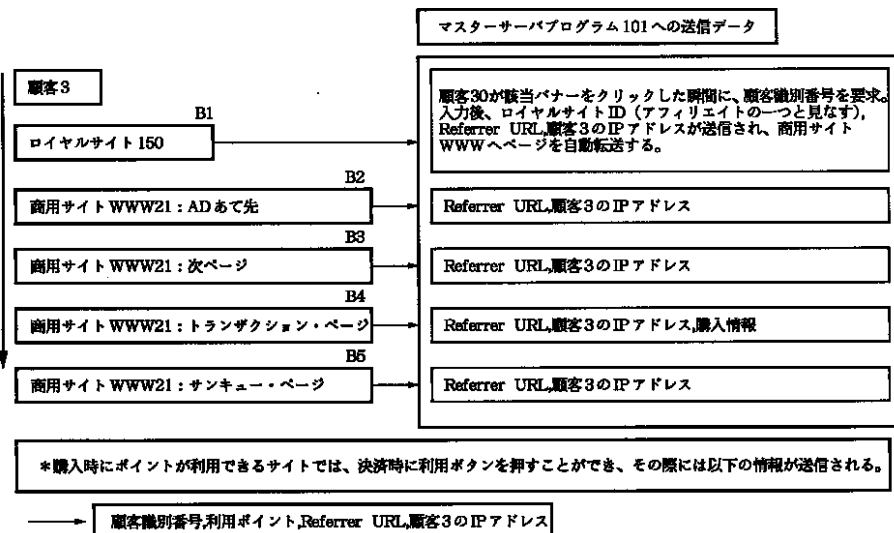 マスターサーバプログラム101への送信データ
顧客3
B1
ロイヤルサイト150
顧客30が該当バナーをクリックした瞬間に、顧客識別番号を要求。
入力後、ロイヤルサイトID（アフィリエイトの一つと見なす),
Referrer URL,顧客3のIPアドレスが送信され、商用サイト
WWWへページを自動転送する。
B2
商用サイトWWW21：ADあて先
Referrer URL,顧客3のIPアドレス
B3
商用サイトWWW21：次ページ
Referrer URL,顧客3のIPアドレス
B4
商用サイトWWW21：トランザクション・ページ
Referrer URL,顧客3のIPアドレス,購入情報
B5
商用サイトWWW21：サンキュー・ページ
Referrer URL,顧客3のIPアドレス
*購入時にポイントが利用できるサイトでは、決済時に利用ボタンを押すことができ、その際には以下の情報が送信される。
顧客識別番号,利用ポイント,Referrer URL,顧客3のIPアドレス